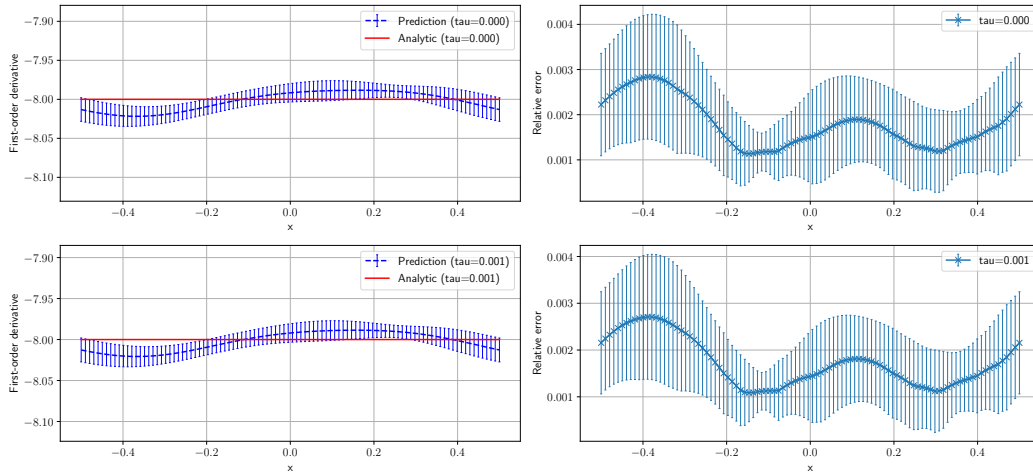 First-order derivative
−7.90
−7.95
−8.00
−8.05
−8.10
Prediction (tau=0.000)
Analytic (tau=0.000)
−0.4
−0.2
0.0
0.2
0.4
x
Relative error
0.004
0.003
0.002
0.001
tau=0.000
−0.4
−0.2
0.0
0.2
0.4
x
First-order derivative
−7.90
−7.95
−8.00
−8.05
−8.10
Prediction (tau=0.001)
Analytic (tau=0.001)
−0.4
−0.2
0.0
0.2
0.4
x
Relative error
0.004
0.003
0.002
0.001
tau=0.001
−0.4
−0.2
0.0
0.2
0.4
x